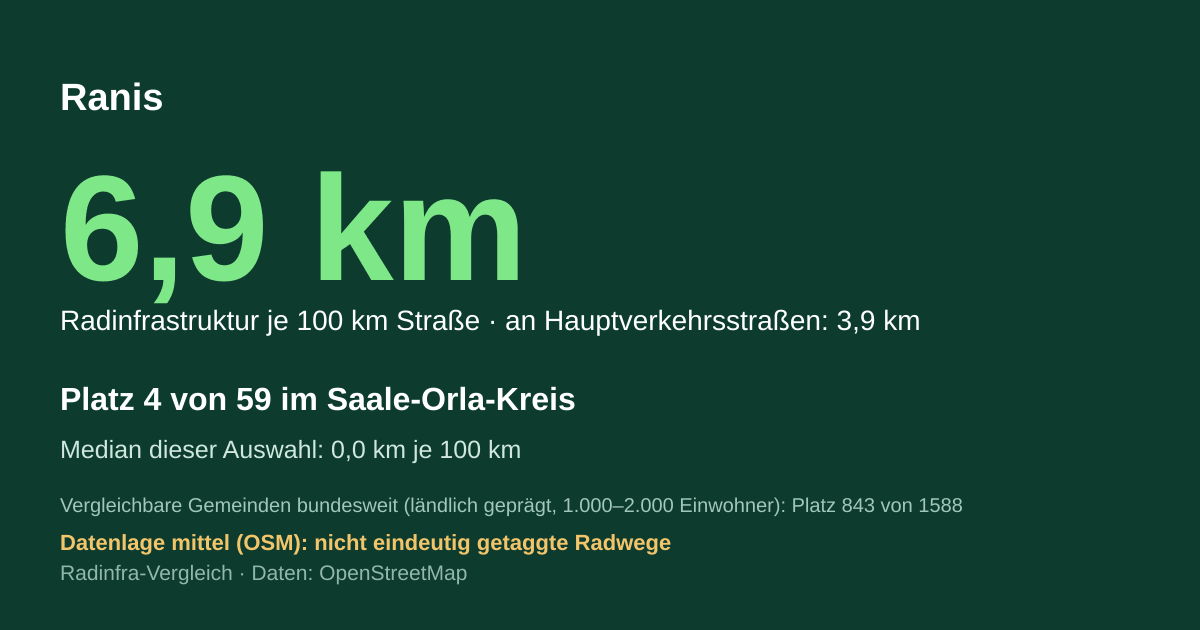 Ranis
6,9 km
Radinfrastruktur je 100 km Straße · an Hauptverkehrsstraßen: 3,9 km
Platz 4 von 59 im Saale-Orla-Kreis
Median dieser Auswahl: 0,0 km je 100 km
Vergleichbare Gemeinden bundesweit (ländlich geprägt, 1.000–2.000 Einwohner): Platz 843 von 1588
Datenlage mittel (OSM): nicht eindeutig getaggte Radwege
Radinfra-Vergleich · Daten: OpenStreetMap